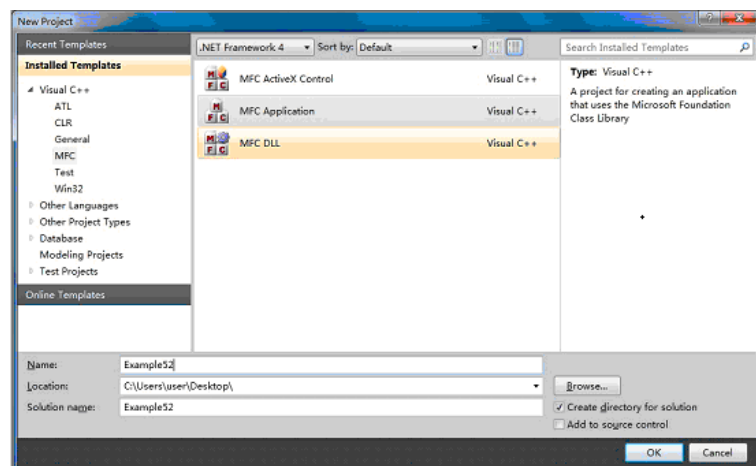 New Project
Recent Templates
.NET Framework 4 Sort by: Default
Search Installed Templates
Installed Templates
Visual C++
ATL
CLR
General
MFC
Test
Win32
Other Languages
Other Project Types
Database
Modeling Projects
Test Projects
Online Templates
MFC ActiveX Control Visual C++
MFC Application Visual C++
MFC DLL Visual C++
Type: Visual C++
A project for creating an application
that uses the Microsoft Foundation
Class Library
Name: Example52
Location: C:\Users\user\Desktop\
Browse...
Solution name: Example52
Create directory for solution
Add to source control
OK Cancel